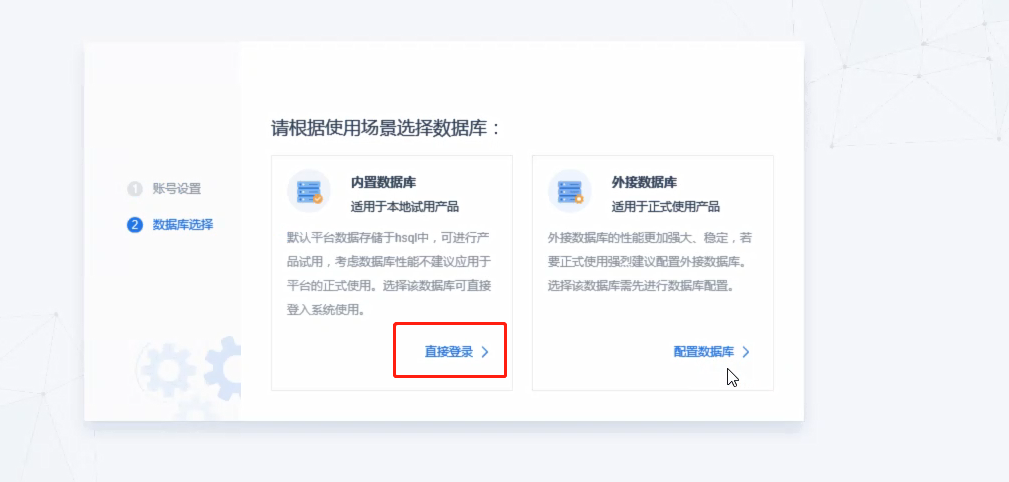 请根据使用场景选择数据库：
1 账号设置
2 数据库选择
内置数据库
适用于本地试用产品
默认平台数据存储于hsql中，可进行产
品试用，考虑数据库性能不建议应用于
平台的正式使用。选择该数据库可直接
登入系统使用。
直接登录
外接数据库
适用于正式使用产品
外接数据库的性能更加强大、稳定，若
要正式使用强烈建议配置外接数据库。
选择该数据库需先进行数据库配置。
配置数据库